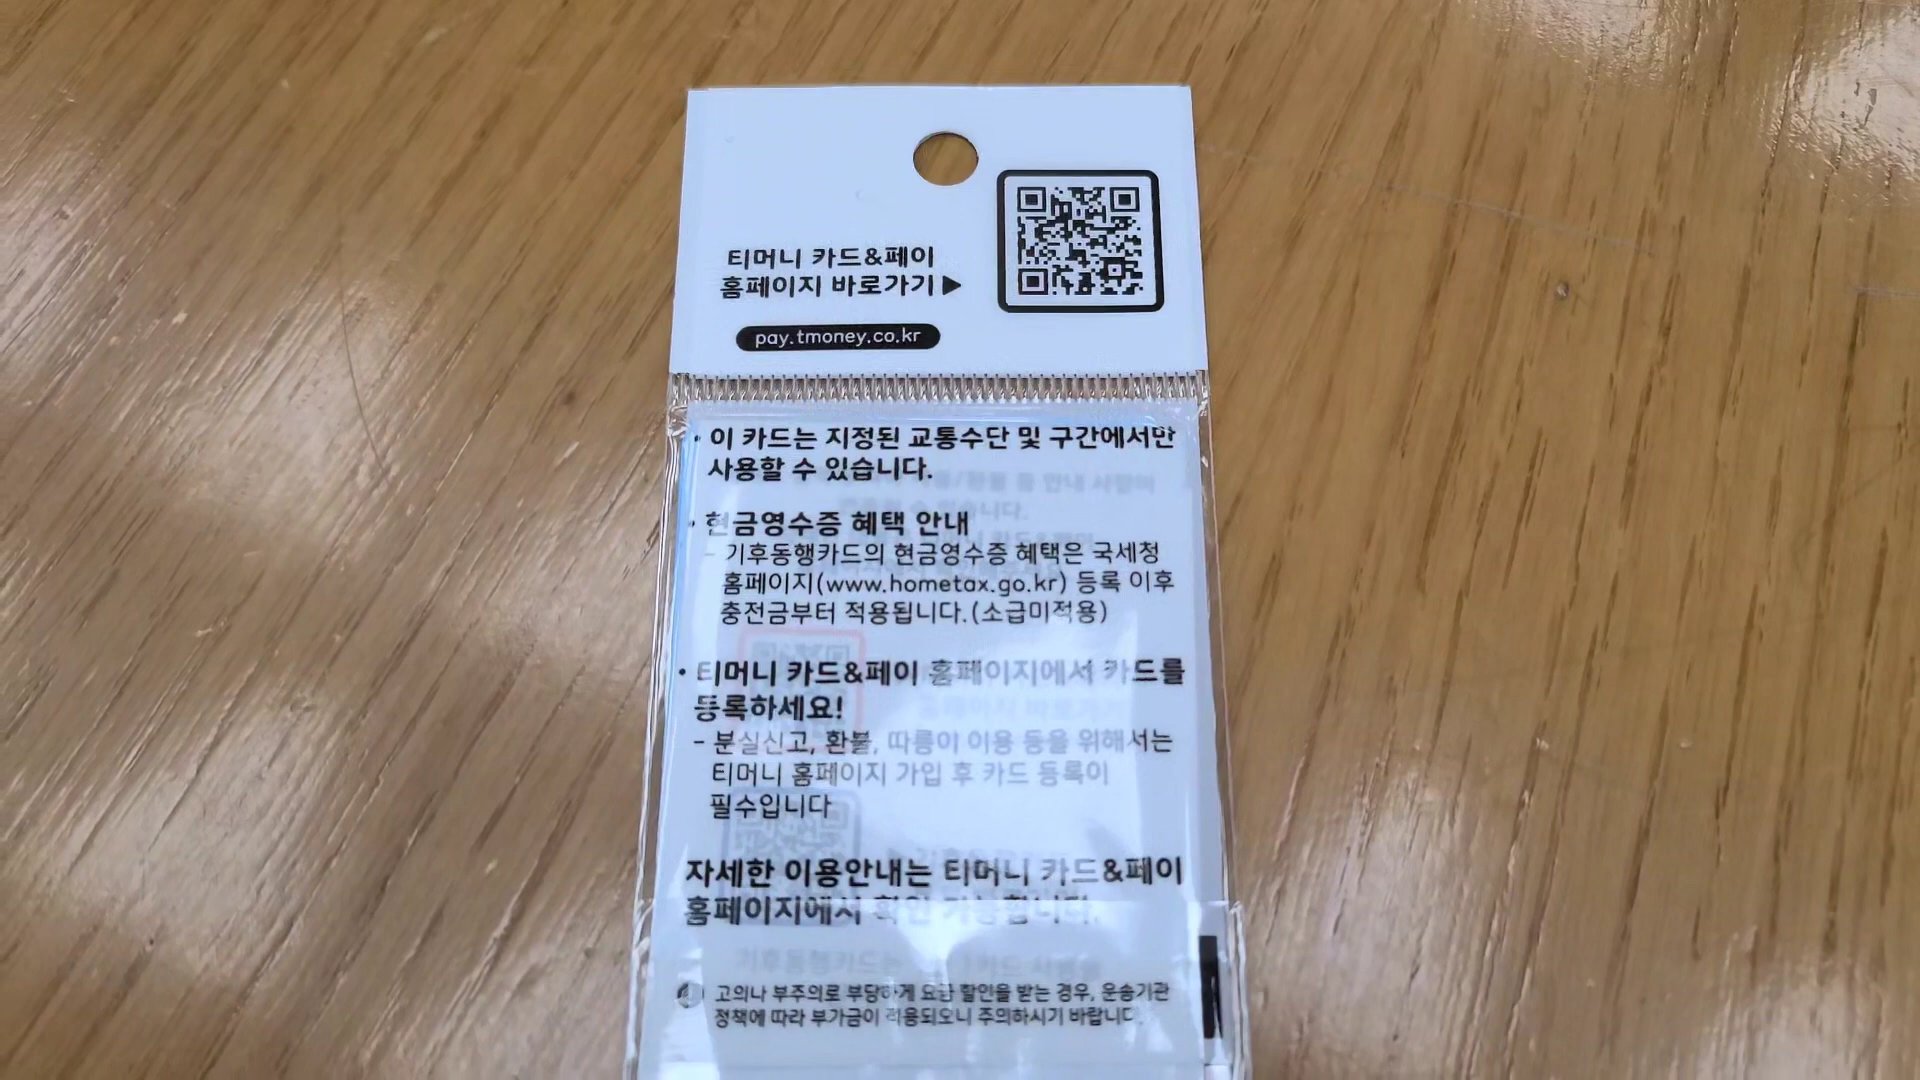 티머니 카드&페이
홈페이지 바로가기▶
pay.tmoney.co.kr
• 이 카드는 지정된 교통수단 및 구간에서만
사용할 수 있습니다.
• 현금영수증 혜택 안내
- 기후동행카드의 현금영수증 혜택은 국세청
홈페이지(www.hometax.go.kr) 등록 이후
충전금부터 적용됩니다.(소급미적용)
• 티머니 카드&페이 홈페이지에서 카드를
등록하세요!
- 분실신고, 환불, 따릉이 이용 등을 위해서는
티머니 홈페이지 가입 후 카드 등록이
필수입니다
자세한 이용안내는 티머니 카드&페이
홈페이지에서 확인 가능합니다.
고의나 부주의로 부당하게 요금 할인을 받는 경우, 운송기관
정책에 따라 부가금이 적용되오니 주의하시기 바랍니다.